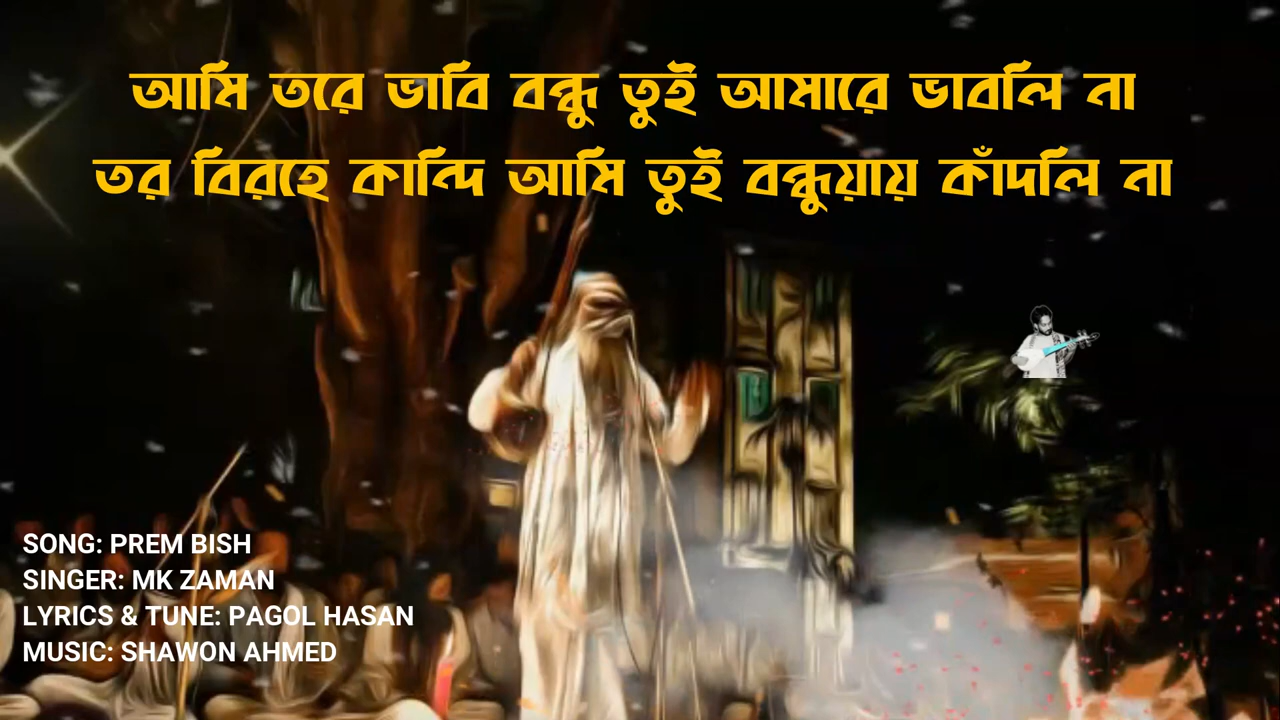 আমি তরে ভাবি বন্ধু তুই আমারে ভাবলি না
তর বিরহে কান্দি আমি তুই বন্ধুয়ায় কাঁদলি না
SONG: PREM BISH
SINGER: MK ZAMAN
LYRICS & TUNE: PAGOL HASAN
MUSIC: SHAWON AHMED